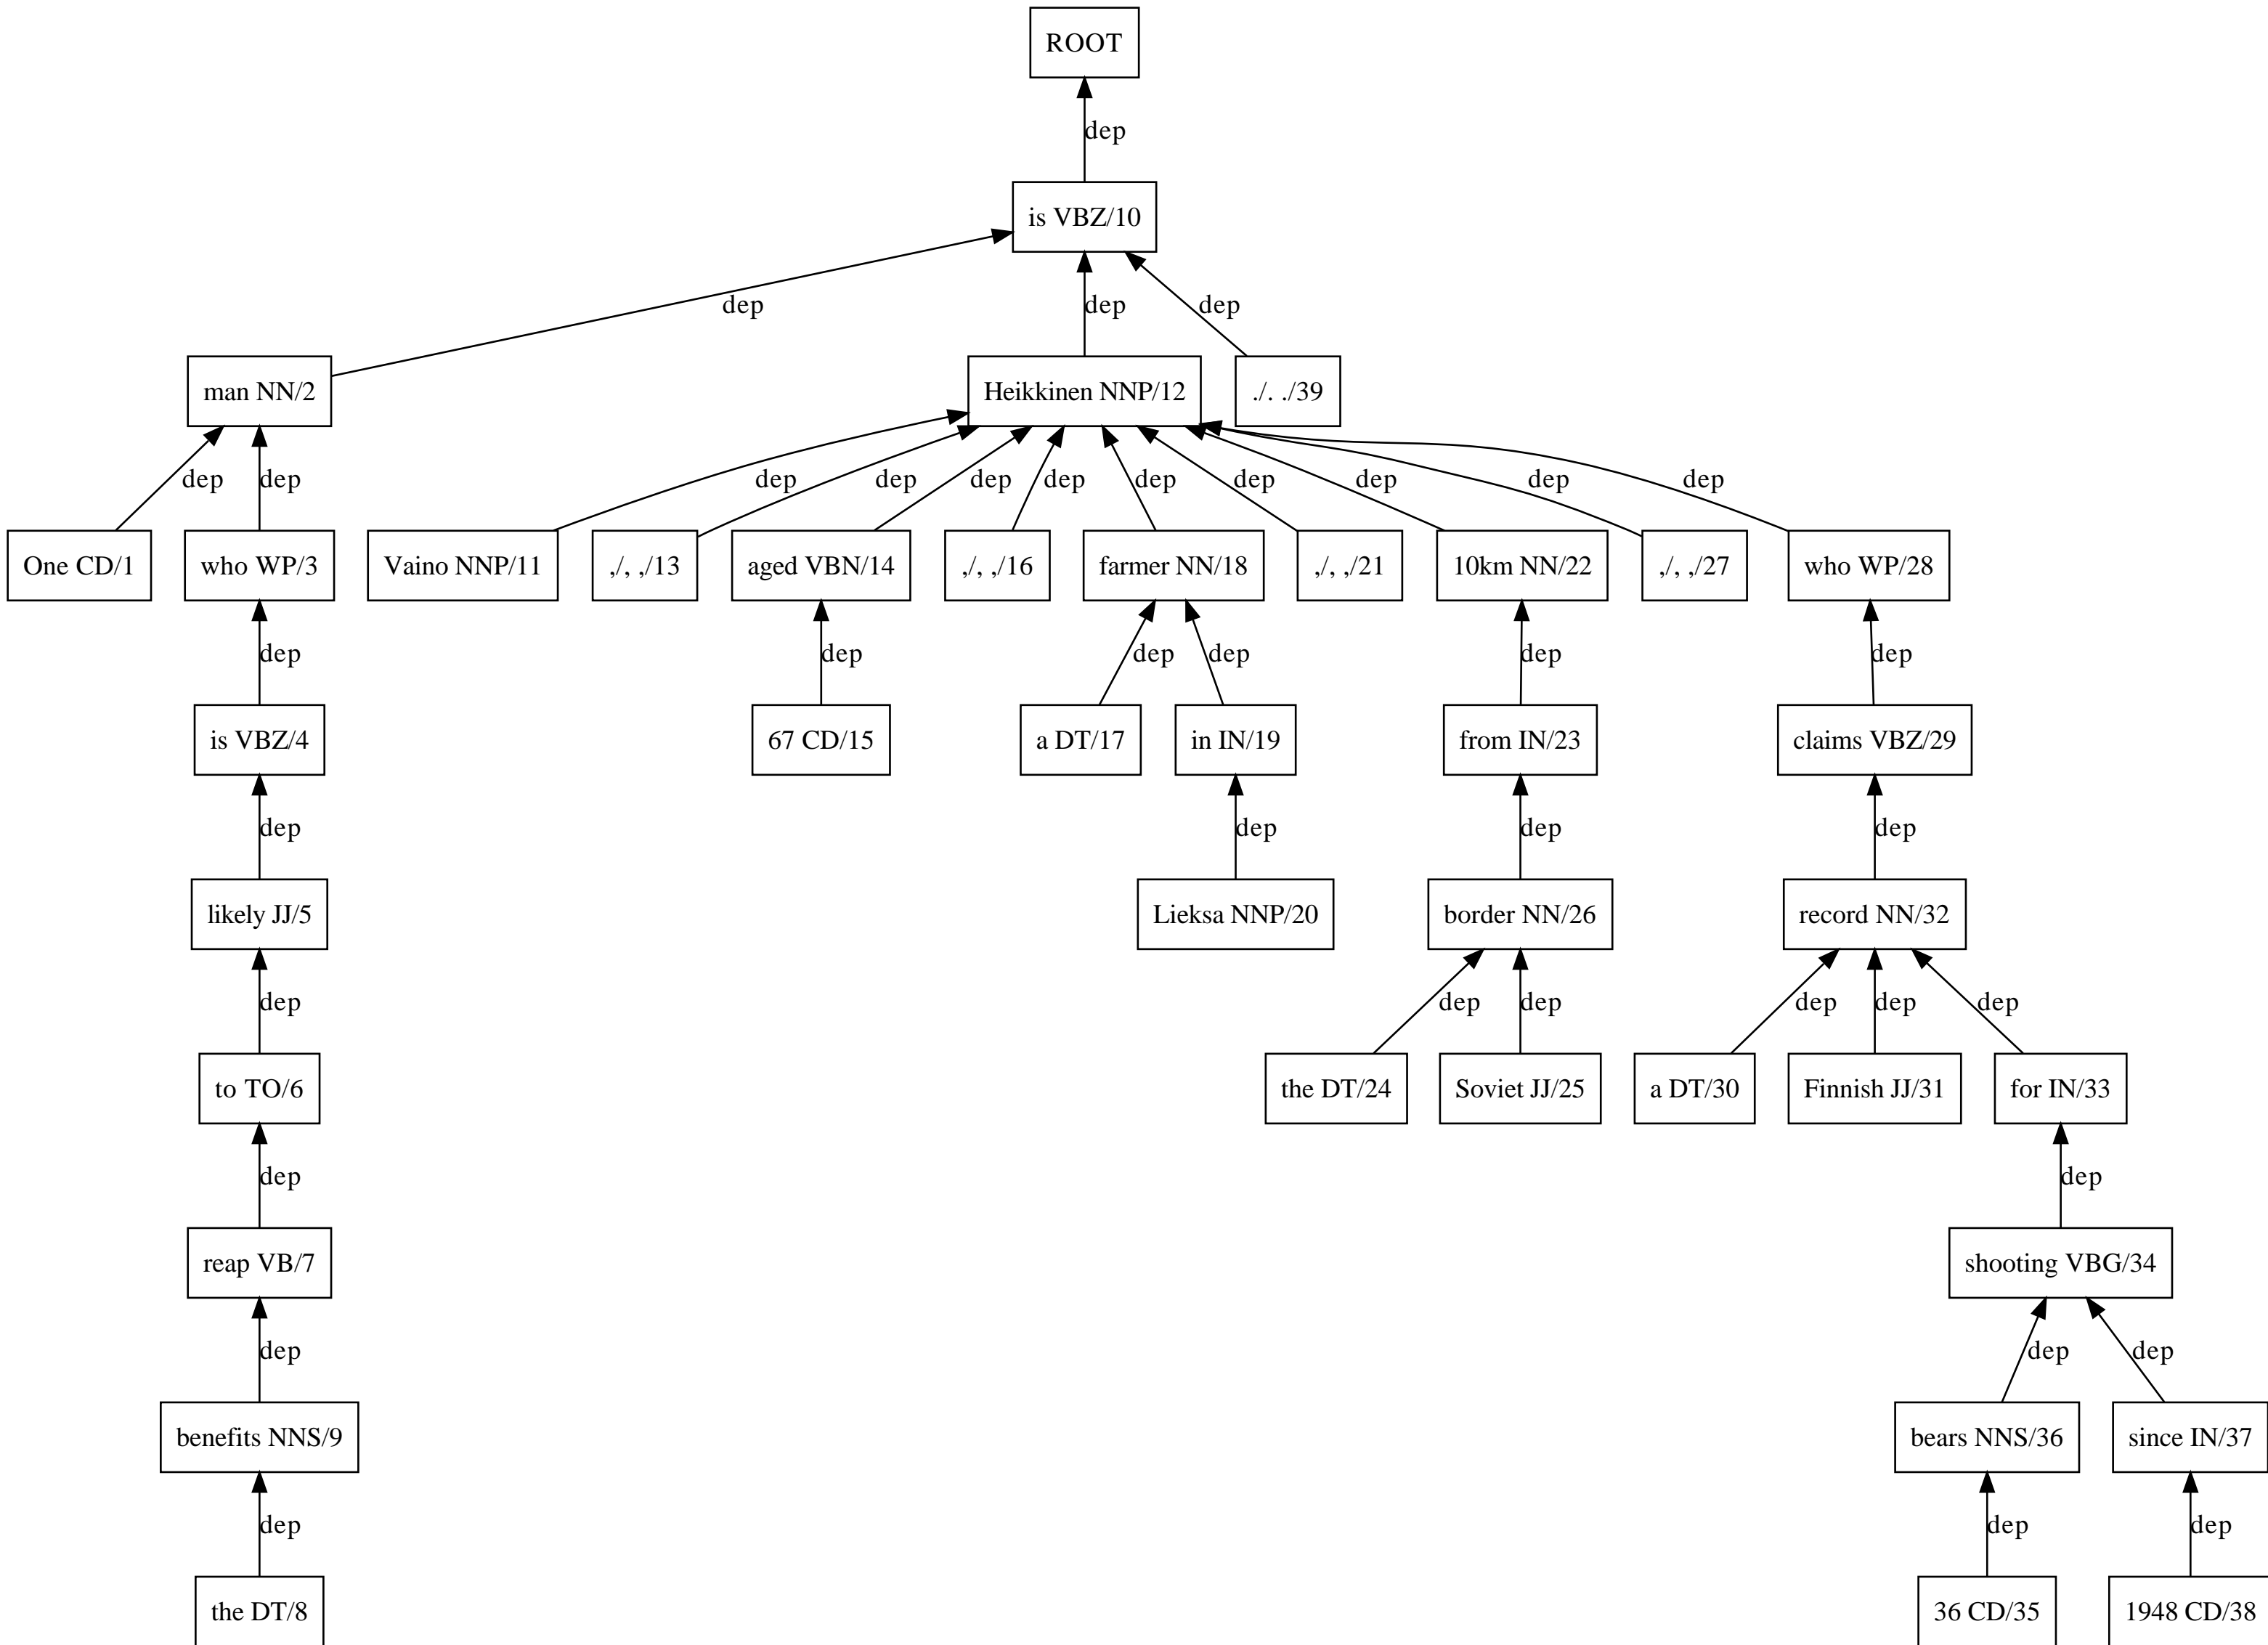 ROOT
dep
is VBZ/10
dep dep dep
man NN/2 Heikkinen NNP/12 ./. ./39
dep dep dep dep dep dep dep dep dep dep dep
One CD/1 who WP/3 Vaino NNP/11 ,/, ,/13 aged VBN/14 ,/, ,/16 farmer NN/18 ,/, ,/21 10km NN/22 ,/, ,/27 who WP/28
dep dep dep dep dep dep
is VBZ/4 67 CD/15 a DT/17 in IN/19 from IN/23 claims VBZ/29
dep dep dep dep
likely JJ/5 Lieksa NNP/20 border NN/26 record NN/32
dep dep dep dep dep dep
to TO/6 the DT/24 Soviet JJ/25 a DT/30 Finnish JJ/31 for IN/33
dep dep
reap VB/7 shooting VBG/34
dep dep dep
benefits NNS/9 bears NNS/36 since IN/37
dep dep dep
the DT/8 36 CD/35 1948 CD/38